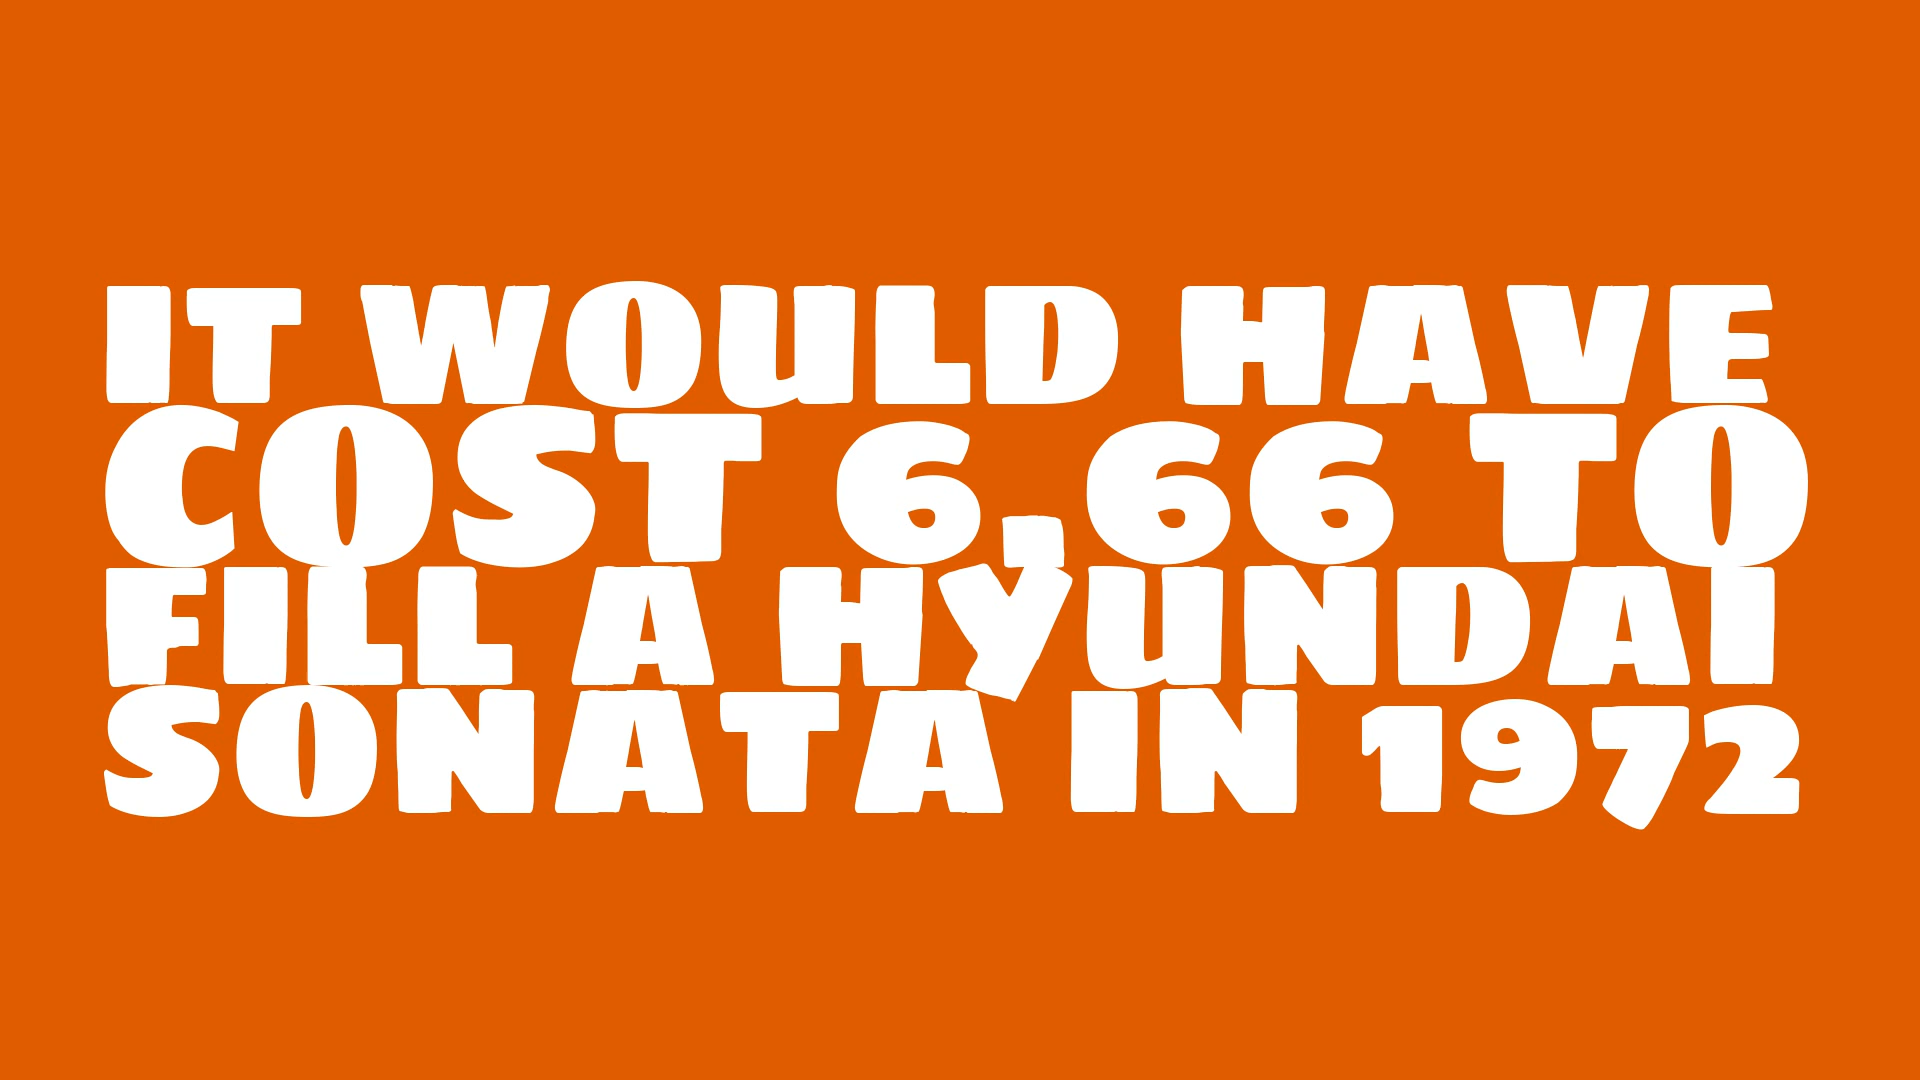 IT WOULD HAVE
COST 6,66 TO
FILL A HYUNDAI
SONATA IN 1972